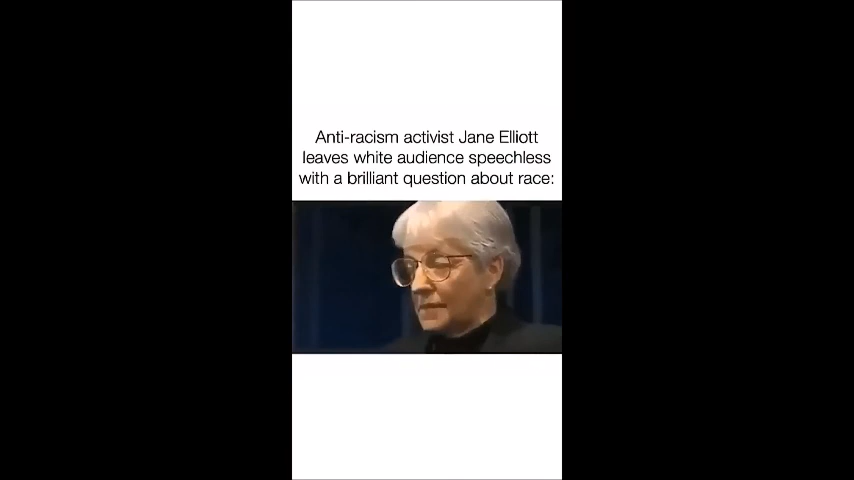 Anti-racism activist Jane Elliott
leaves white audience speechless
with a brilliant question about race: